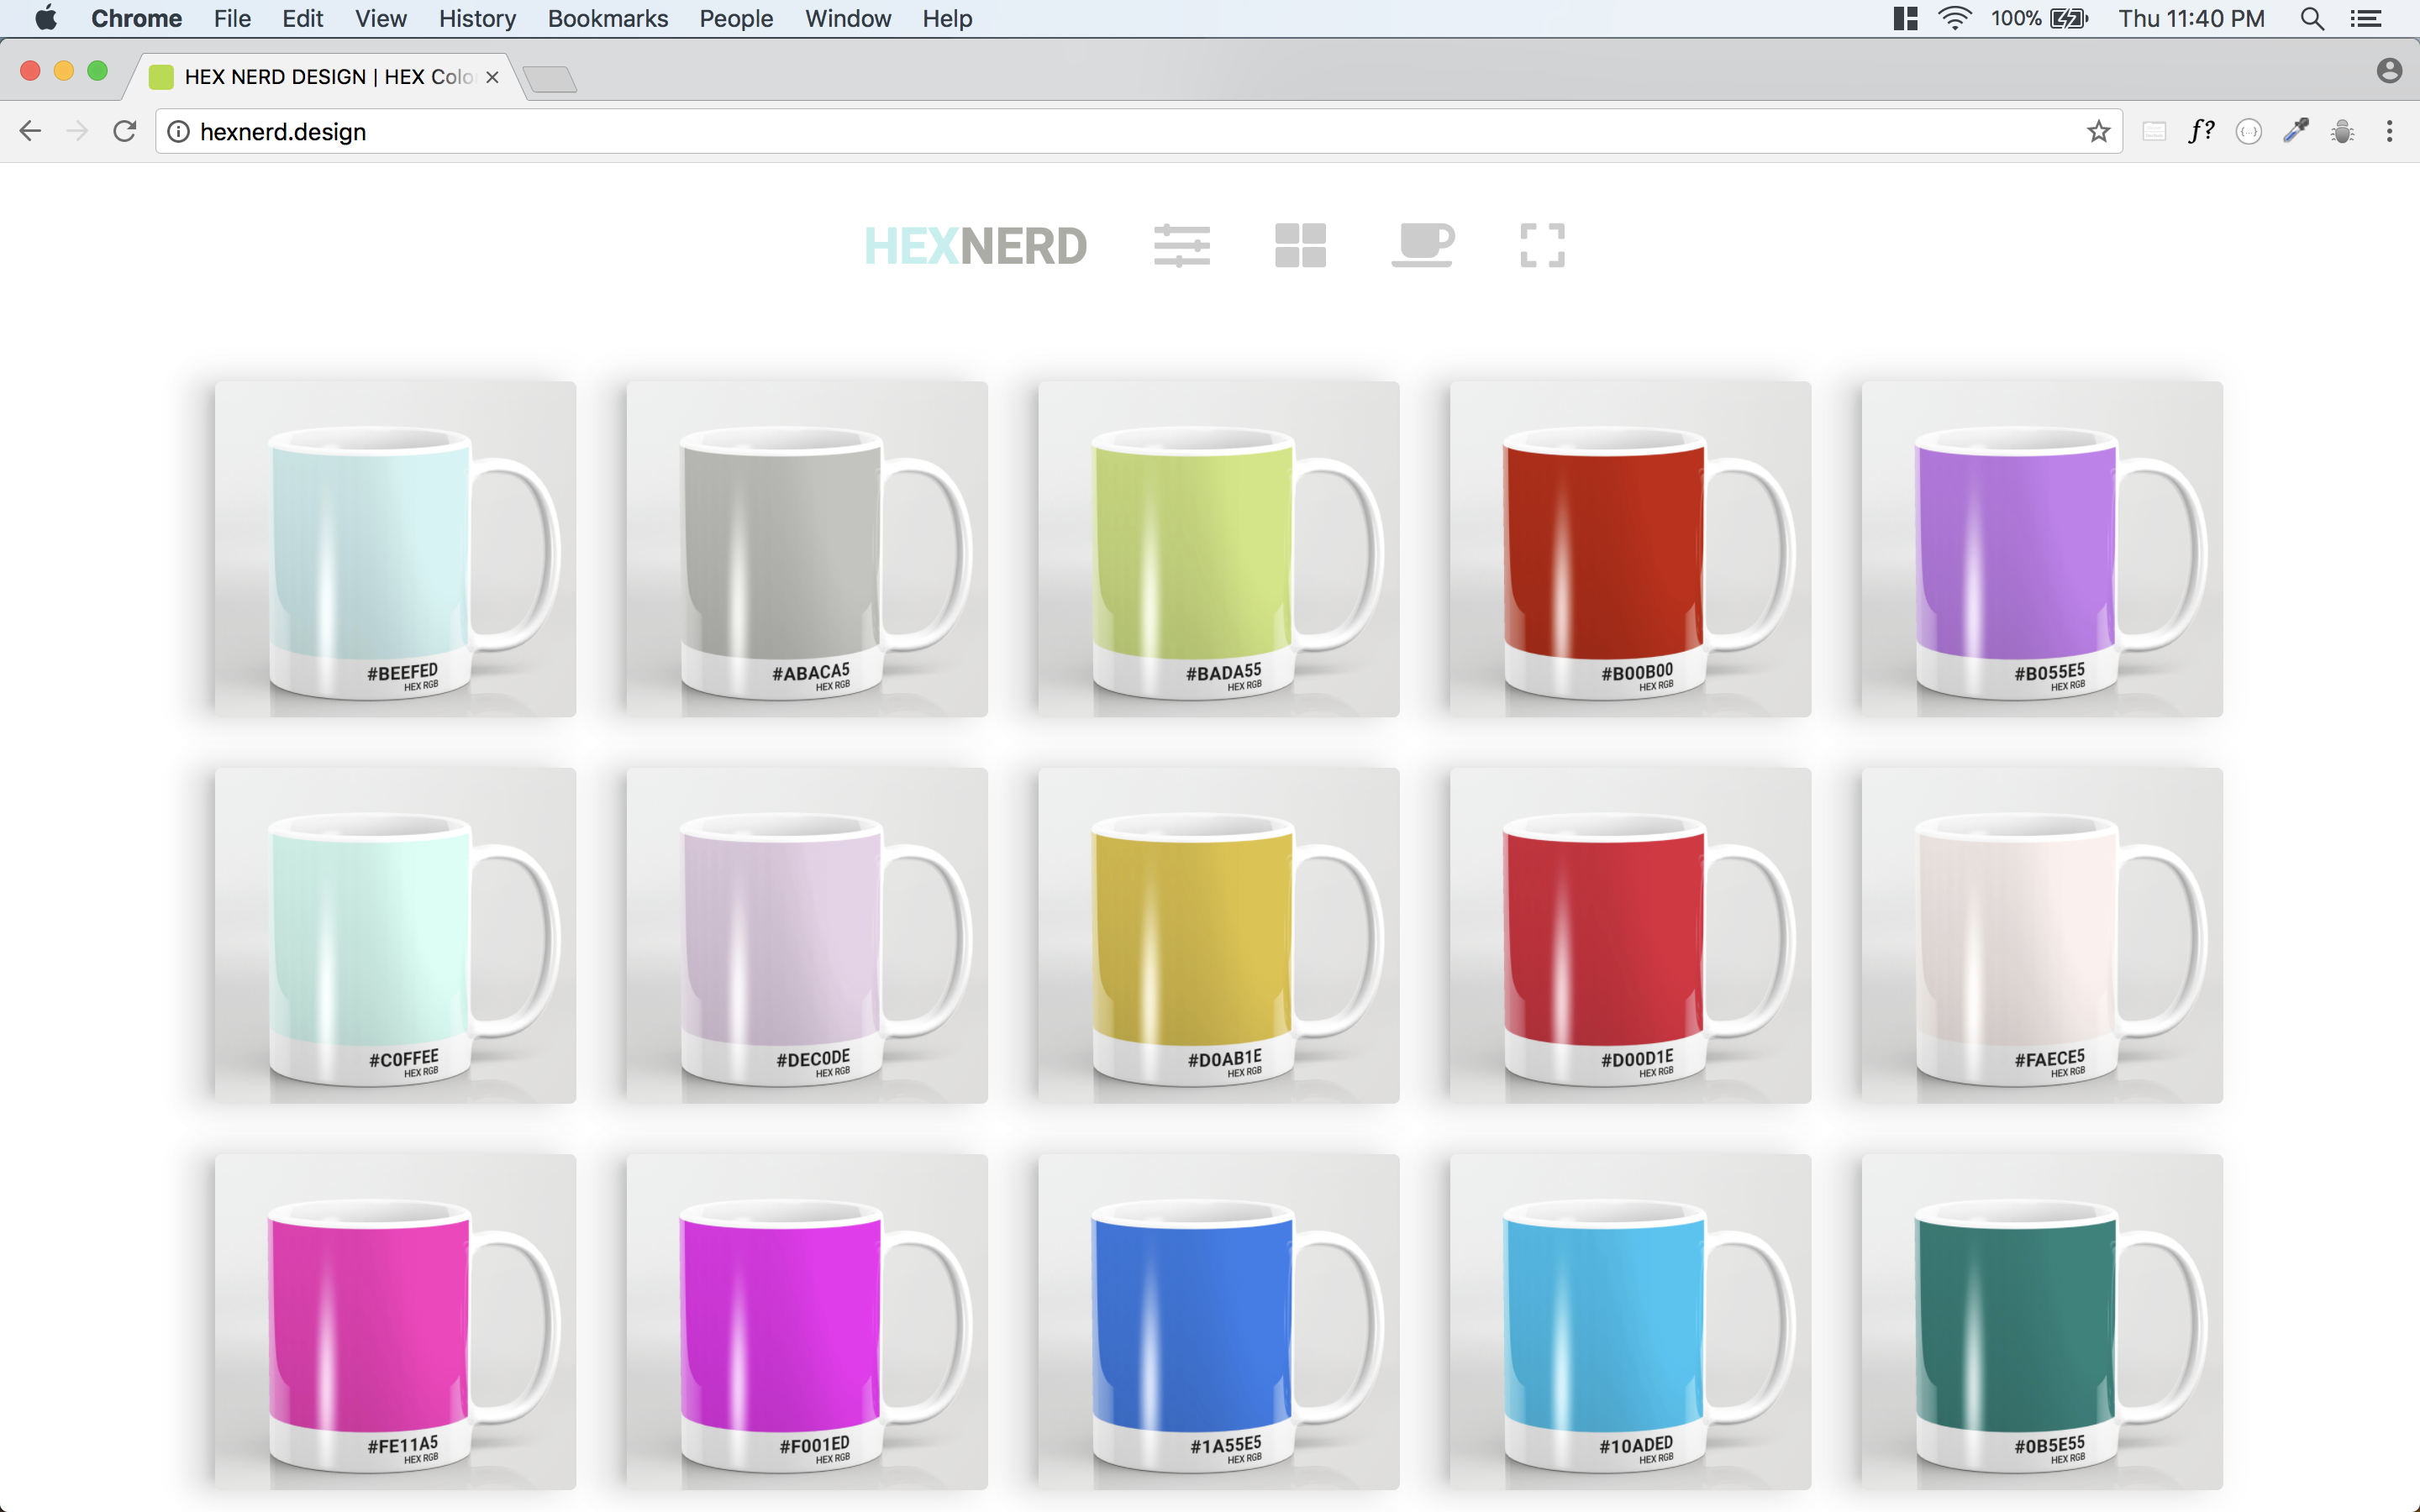 Chrome File Edit View History Bookmarks People Window Help 100% Thu 11:40 PM
HEX NERD DESIGN | HEX Colo
hexnerd.design
f?
{...}
HEXNERD
#BEEFED
HEX RGB
#ABACA5
HEX RGB
#BADA55
HEX RGB
#B00B00
HEX RGB
#B055E5
HEX RGB
#C0FFEE
HEX RGB
#DEC0DE
HEX RGB
#D0AB1E
HEX RGB
#D00D1E
HEX RGB
#FAECE5
HEX RGB
#FE11A5
HEX RGB
#F001ED
HEX RGB
#1A55E5
HEX RGB
#10ADED
HEX RGB
#0B5E55
HEX RGB